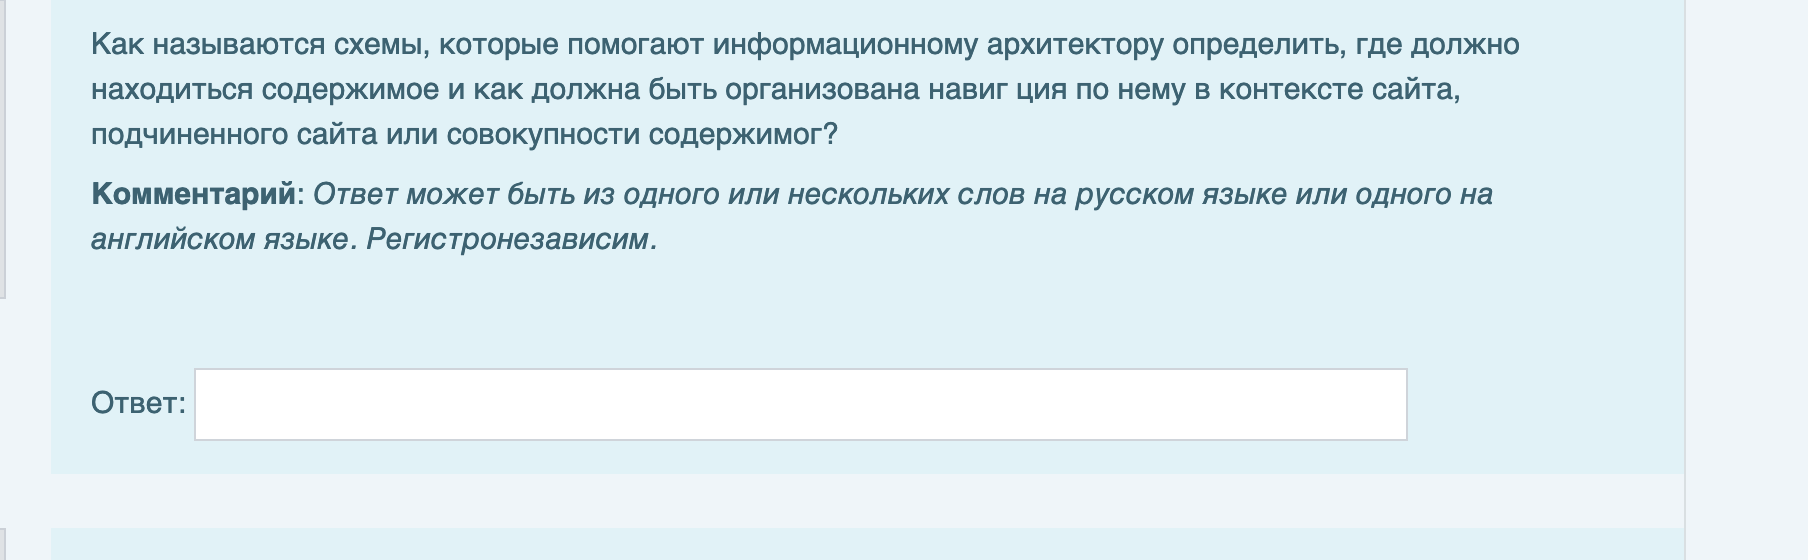 Как называются схемы, которые помогают информационному архитектору определить, где должно
находиться содержимое и как должна быть организована навиг ция по нему в контексте сайта,
подчиненного сайта или совокупности содержимог?
Комментарий: Ответ может быть из одного или нескольких слов на русском языке или одного на
английском языке. Регистронезависим.
Ответ: